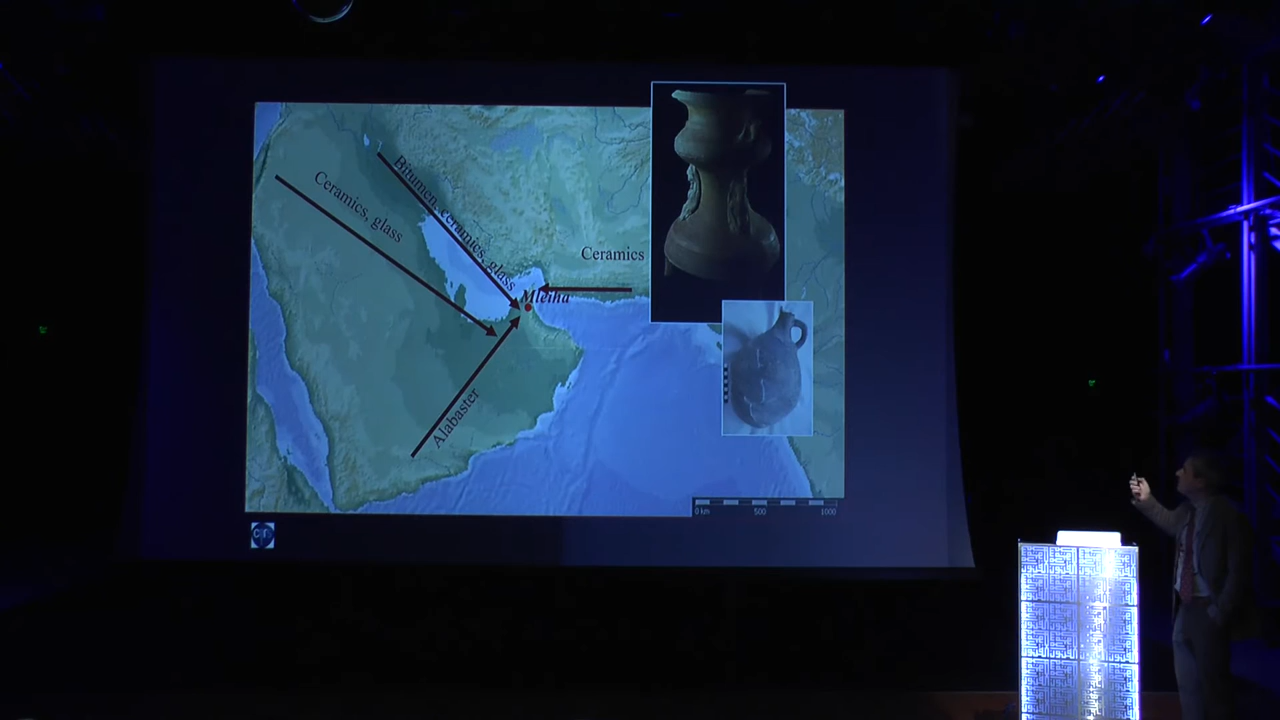 Bitumen, ceramics, glass
Ceramics, glass
Ceramics
Mleiha
Alabaster
0 km 500 1000